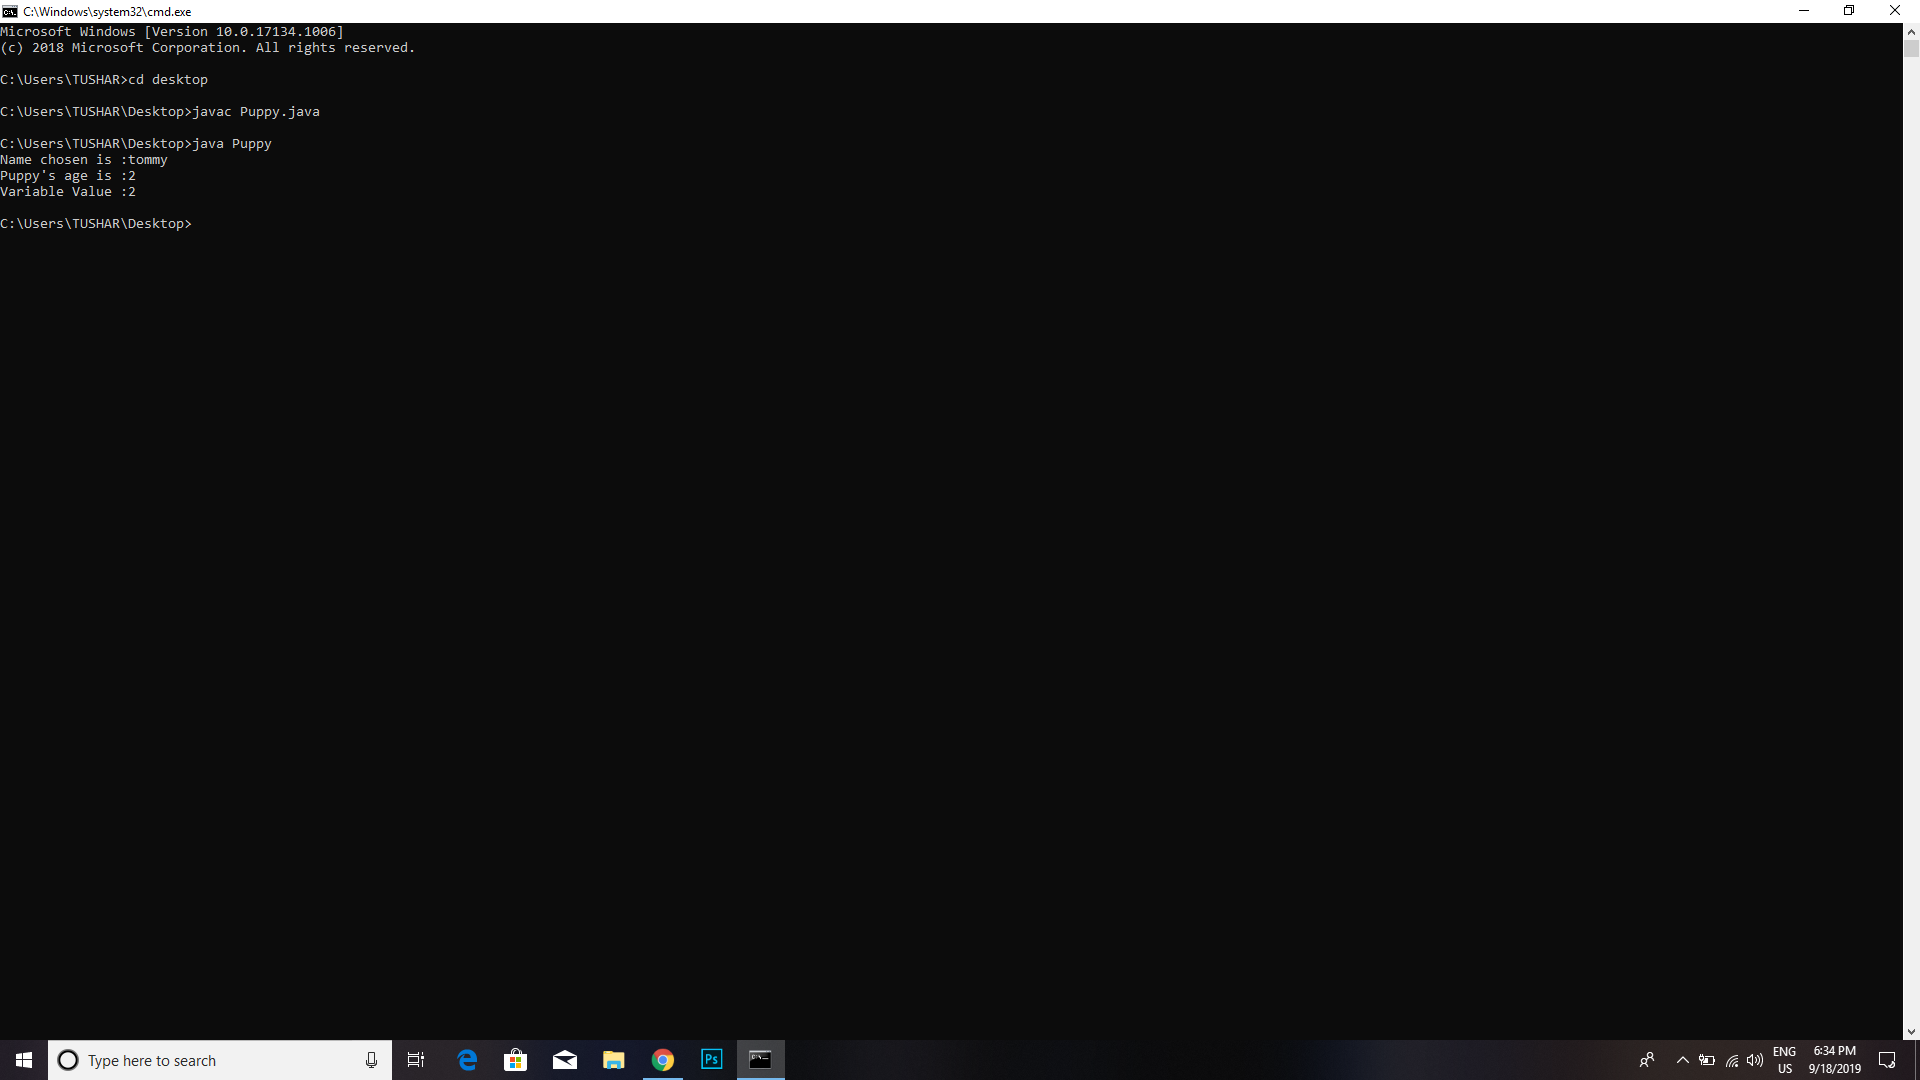 C:\Windows\system32\cmd.exe
Microsoft Windows [Version 10.0.17134.1006]
(c) 2018 Microsoft Corporation. All rights reserved.
C:\Users\TUSHAR>cd desktop
C:\Users\TUSHAR\Desktop>javac Puppy.java
C:\Users\TUSHAR\Desktop>java Puppy
Name chosen is :tommy
Puppy's age is :2
Variable Value :2
C:\Users\TUSHAR\Desktop>
Type here to search
Ps
ENG
US
6:34 PM
9/18/2019